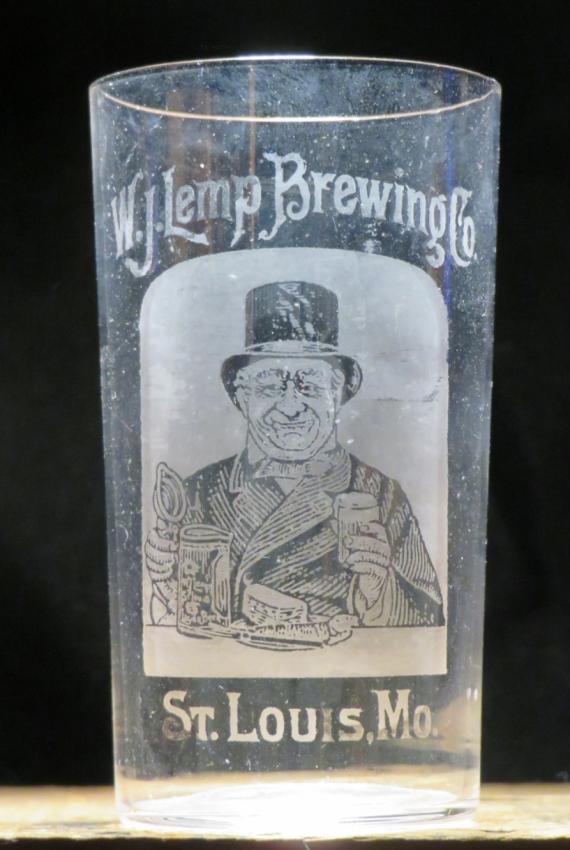 W.J. Lemp Brewing Co.
St. Louis, Mo.